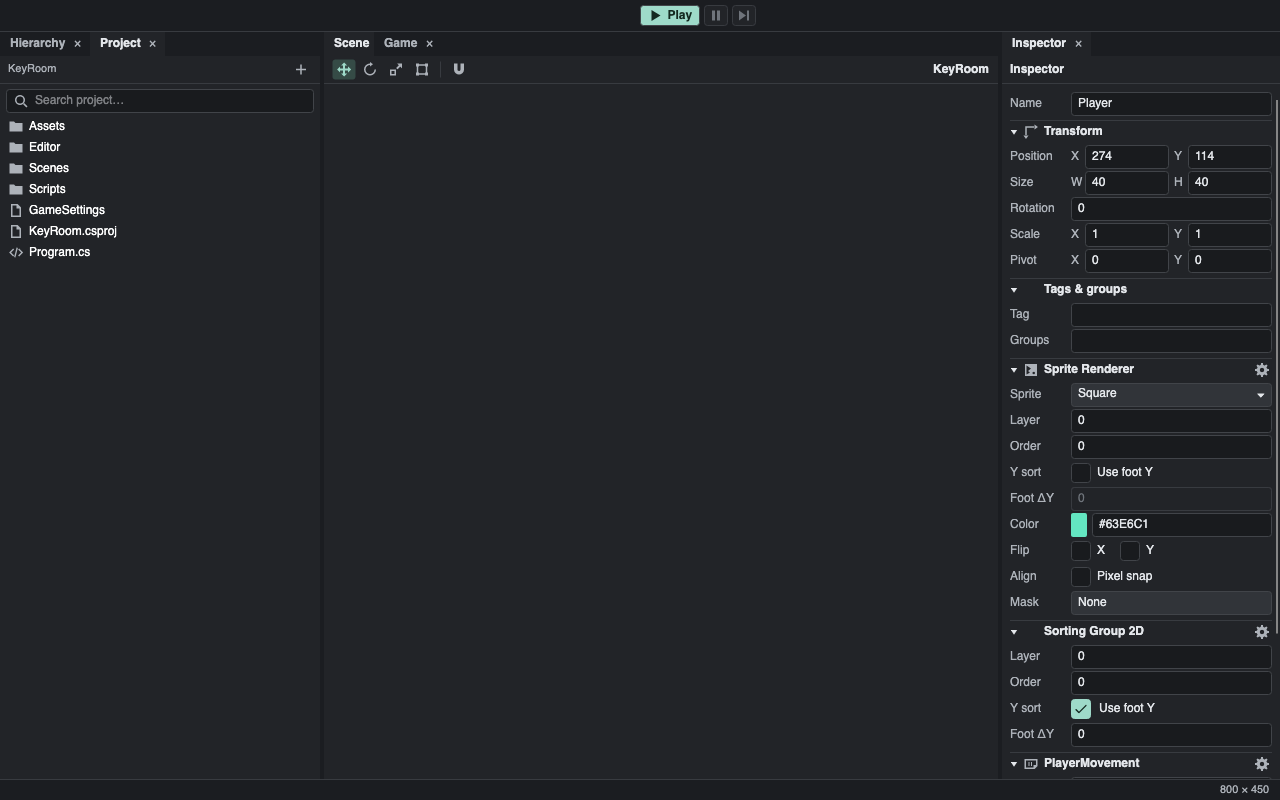 Play
Hierarchy × Project ×
Scene Game ×
Inspector ×
KeyRoom +
KeyRoom
Inspector
Search project...
Assets
Editor
Scenes
Scripts
GameSettings
KeyRoom.csproj
Program.cs
Name Player
Transform
Position X 274 Y 114
Size W 40 H 40
Rotation 0
Scale X 1 Y 1
Pivot X 0 Y 0
Tags & groups
Tag
Groups
Sprite Renderer
Sprite Square
Layer 0
Order 0
Y sort Use foot Y
Foot ΔY 0
Color #63E6C1
Flip X Y
Align Pixel snap
Mask None
Sorting Group 2D
Layer 0
Order 0
Y sort Use foot Y
Foot ΔY 0
PlayerMovement
800 × 450